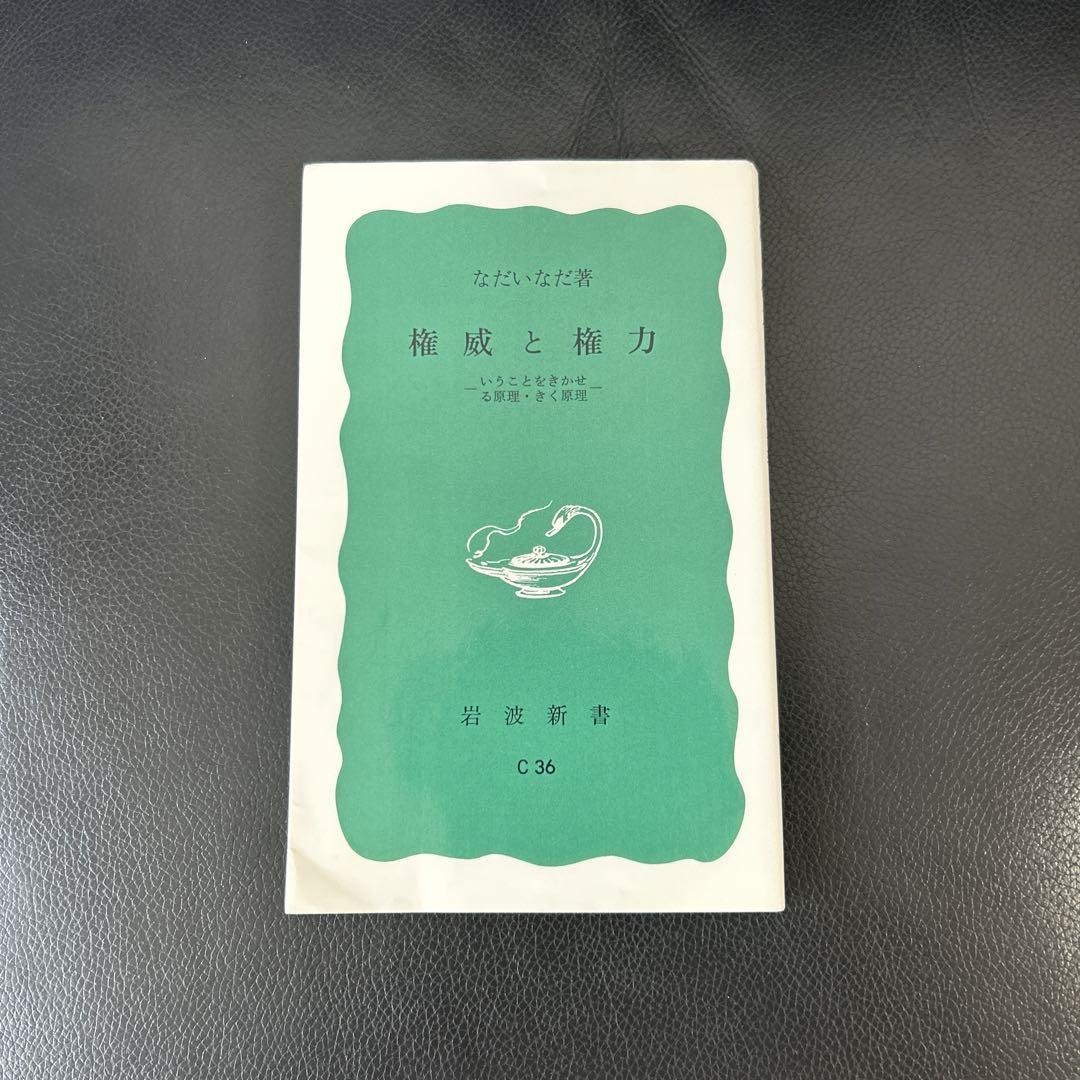 なだいなだ著
権威と権力
―いうことをきかせ
る原理・きく原理―
岩波新書
C 36